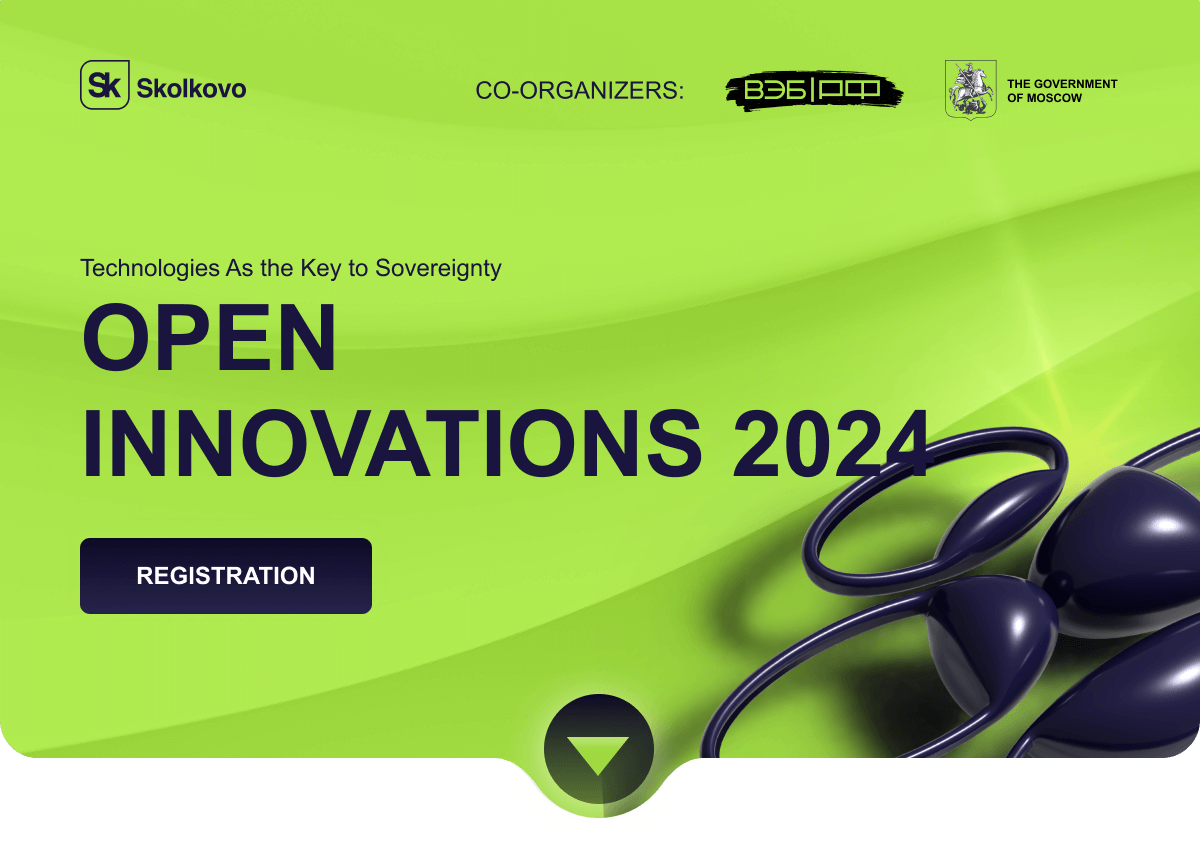 Sk Skolkovo
CO-ORGANIZERS:
ВЭБ|РФ
THE GOVERNMENT
OF MOSCOW
Technologies As the Key to Sovereignty
OPEN
INNOVATIONS 2024
REGISTRATION